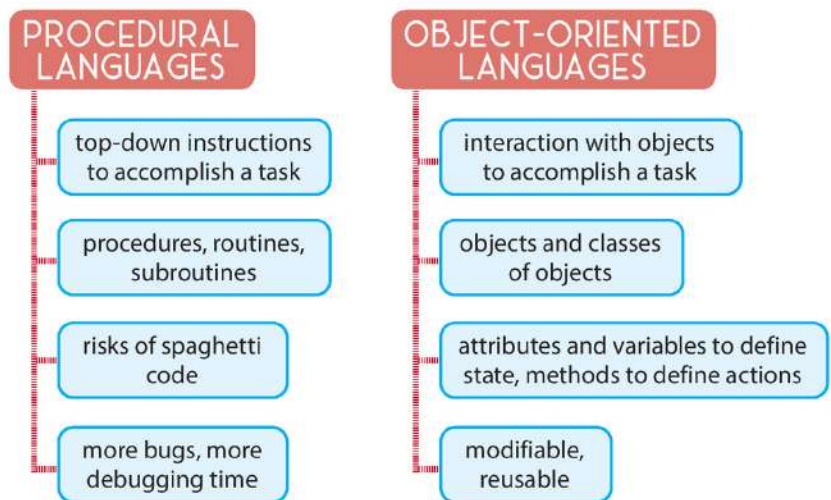 PROCEDURAL
LANGUAGES
top-down instructions
to accomplish a task
procedures, routines,
subroutines
risks of spaghetti
code
more bugs, more
debugging time
OBJECT-ORIENTED
LANGUAGES
interaction with objects
to accomplish a task
objects and classes
of objects
attributes and variables to define
state, methods to define actions
modifiable,
reusable